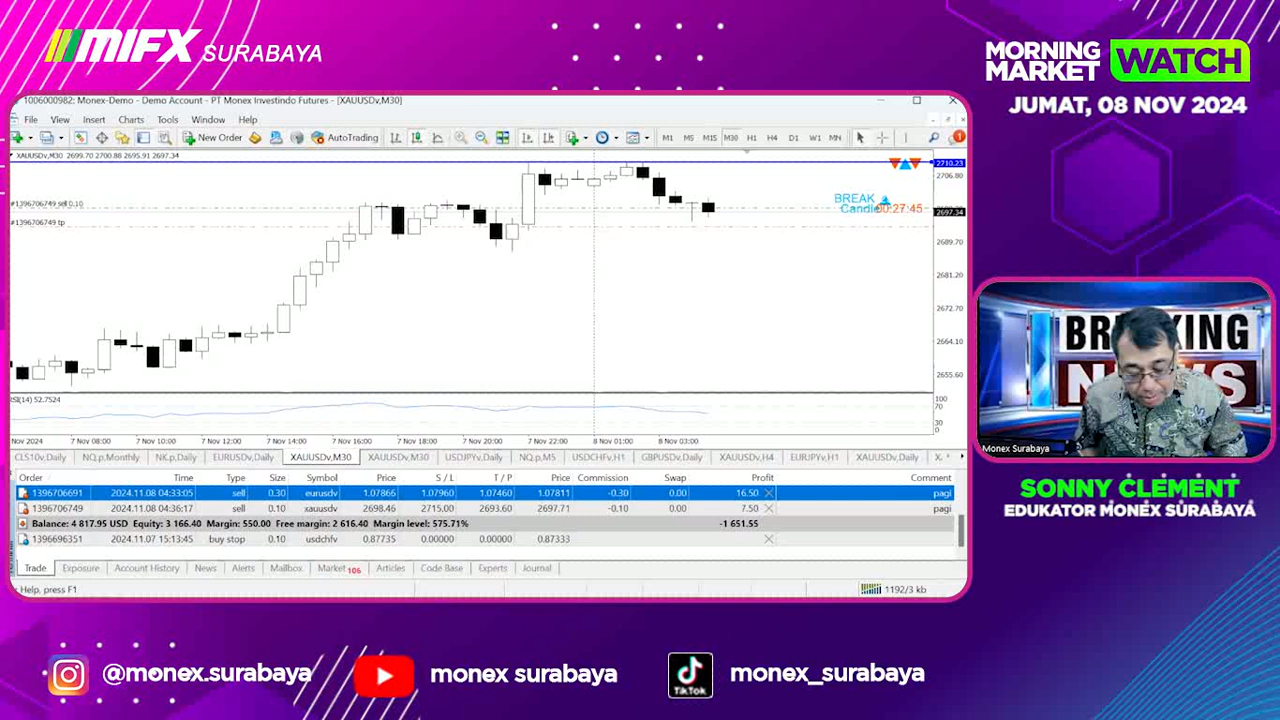 MIFX SURABAYA
MORNING MARKET WATCH
JUMAT, 08 NOV 2024
1006000982: Monex-Demo - Demo Account - PT Monex Investindo Futures - [XAUUSDv,M30]
File View Insert Charts Tools Window Help
New Order AutoTrading M1 M5 M15 M30 H1 H4 D1 W1 MN
XAUUSDv,M30 2699.70 2700.88 2695.91 2697.34
2710.23
2706.80
#1396706749 sell 0.10
BREAK
Candle 00:27:45
2697.34
#1396706749 tp
2689.70
2681.20
2672.70
2664.10
2655.60
RSI(14) 52.7524
100
70
30
0
Nov 2024 7 Nov 08:00 7 Nov 10:00 7 Nov 12:00 7 Nov 14:00 7 Nov 16:00 7 Nov 18:00 7 Nov 20:00 7 Nov 22:00 8 Nov 01:00 8 Nov 03:00
CLS10v,Daily NQ.p,Monthly NK.p,Daily EURUSDv,Daily XAUUSDv,M30 XAUUSDv,M30 USDJPYv,Daily NQ.p,M5 USDCHFv,H1 GBPUSDv,Daily XAUUSDv,H4 EURJPYv,H1 XAUUSDv,Daily
Order Time Type Size Symbol Price S / L T / P Price Commission Swap Profit Comment
1396706691 2024.11.08 04:33:05 sell 0.30 eurusdv 1.07866 1.07960 1.07460 1.07811 -0.30 0.00 16.50 pagi
1396706749 2024.11.08 04:36:17 sell 0.10 xauusdv 2698.46 2715.00 2693.60 2697.71 -0.10 0.00 7.50 pagi
Balance: 4 817.95 USD Equity: 3 166.40 Margin: 550.00 Free margin: 2 616.40 Margin level: 575.71% -1 651.55
1396696351 2024.11.07 15:13:45 buy stop 0.10 usdchfv 0.87735 0.00000 0.00000 0.87333
Trade Exposure Account History News Alerts Mailbox Market 106 Articles Code Base Experts Journal
Help, press F1
1192/3 kb
BREAKING
NEWS
Monex Surabaya
SONNY CLEMENT
EDUKATOR MONEX SURABAYA
@monex.surabaya
monex surabaya
TikTok
monex_surabaya